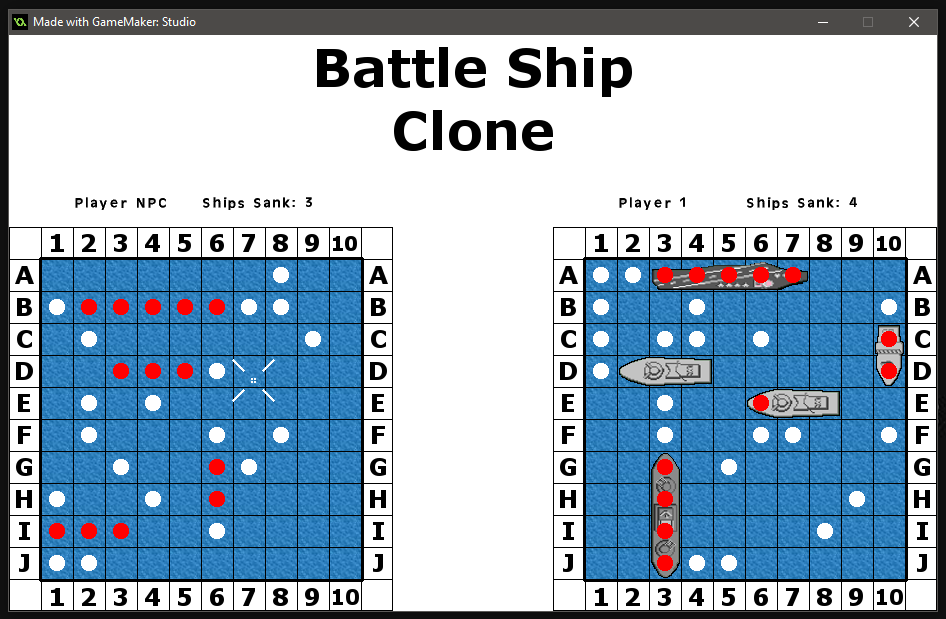 Made with GameMaker: Studio
Battle Ship
Clone
Player NPC Ships Sank: 3
Player 1 Ships Sank: 4
1 2 3 4 5 6 7 8 9 10
1 2 3 4 5 6 7 8 9 10
A A A A
B B B B
C C C C
D D D D
E E E E
F F F F
G G G G
H H H H
I I I I
J J J J
1 2 3 4 5 6 7 8 9 10
1 2 3 4 5 6 7 8 9 10